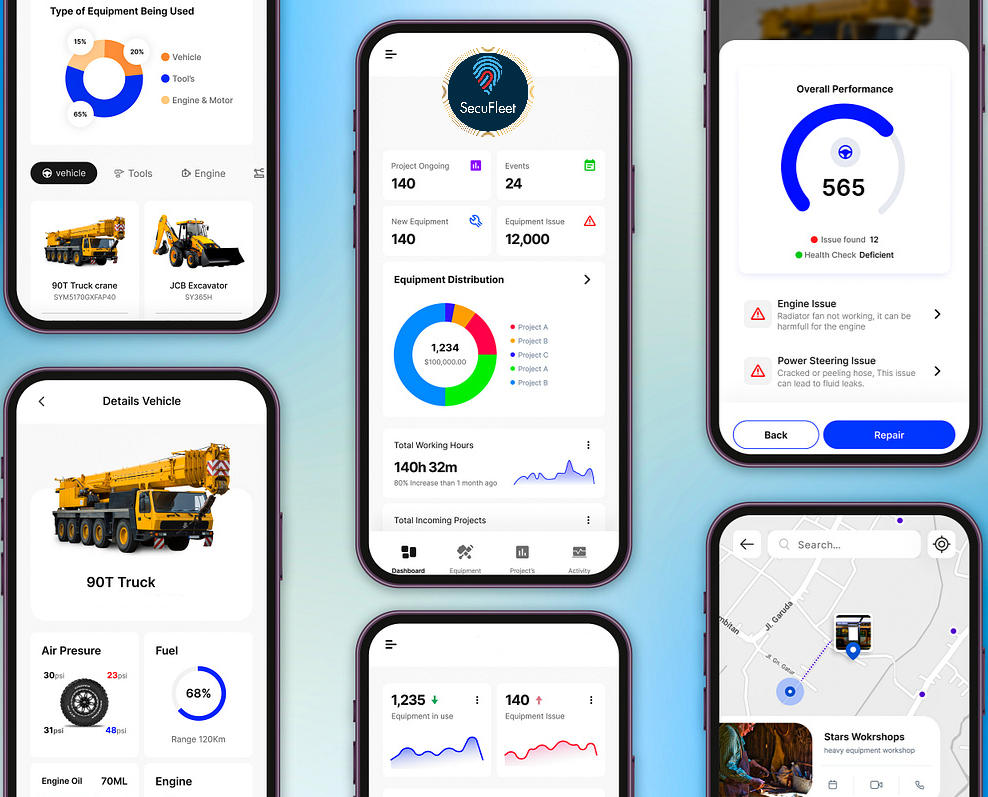 Type of Equipment Being Used
15%
20%
65%
Vehicle
Tool's
Engine & Motor
vehicle
Tools
Engine
90T Truck crane
SYM5170GXFAP40
JCB Excavator
SY365H
Details Vehicle
90T Truck
Air Presure
30psi
23psi
31psi
48psi
Fuel
68%
Range 120Km
Engine Oil
70ML
Engine
SecuFleet
Project Ongoing
140
Events
24
New Equipment
140
Equipment Issue
12,000
Equipment Distribution
1,234
$100,000.00
Project A
Project B
Project C
Project A
Project B
Total Working Hours
140h 32m
80% Increase than 1 month ago
Total Incoming Projects
Dashboard
Equipment
Project's
Activity
1,235
Equipment in use
140
Equipment Issue
Overall Performance
565
Issue found 12
Health Check Deficient
Engine Issue
Radiator fan not working, it can be
harmfull for the engine
Power Steering Issue
Cracked or peeling hose, This issue
can lead to fluid leaks.
Back
Repair
Search...
Jl. Garuda
mbitan
Jl. Gn. Gatur
Stars Wokrshops
heavy equipment workshop